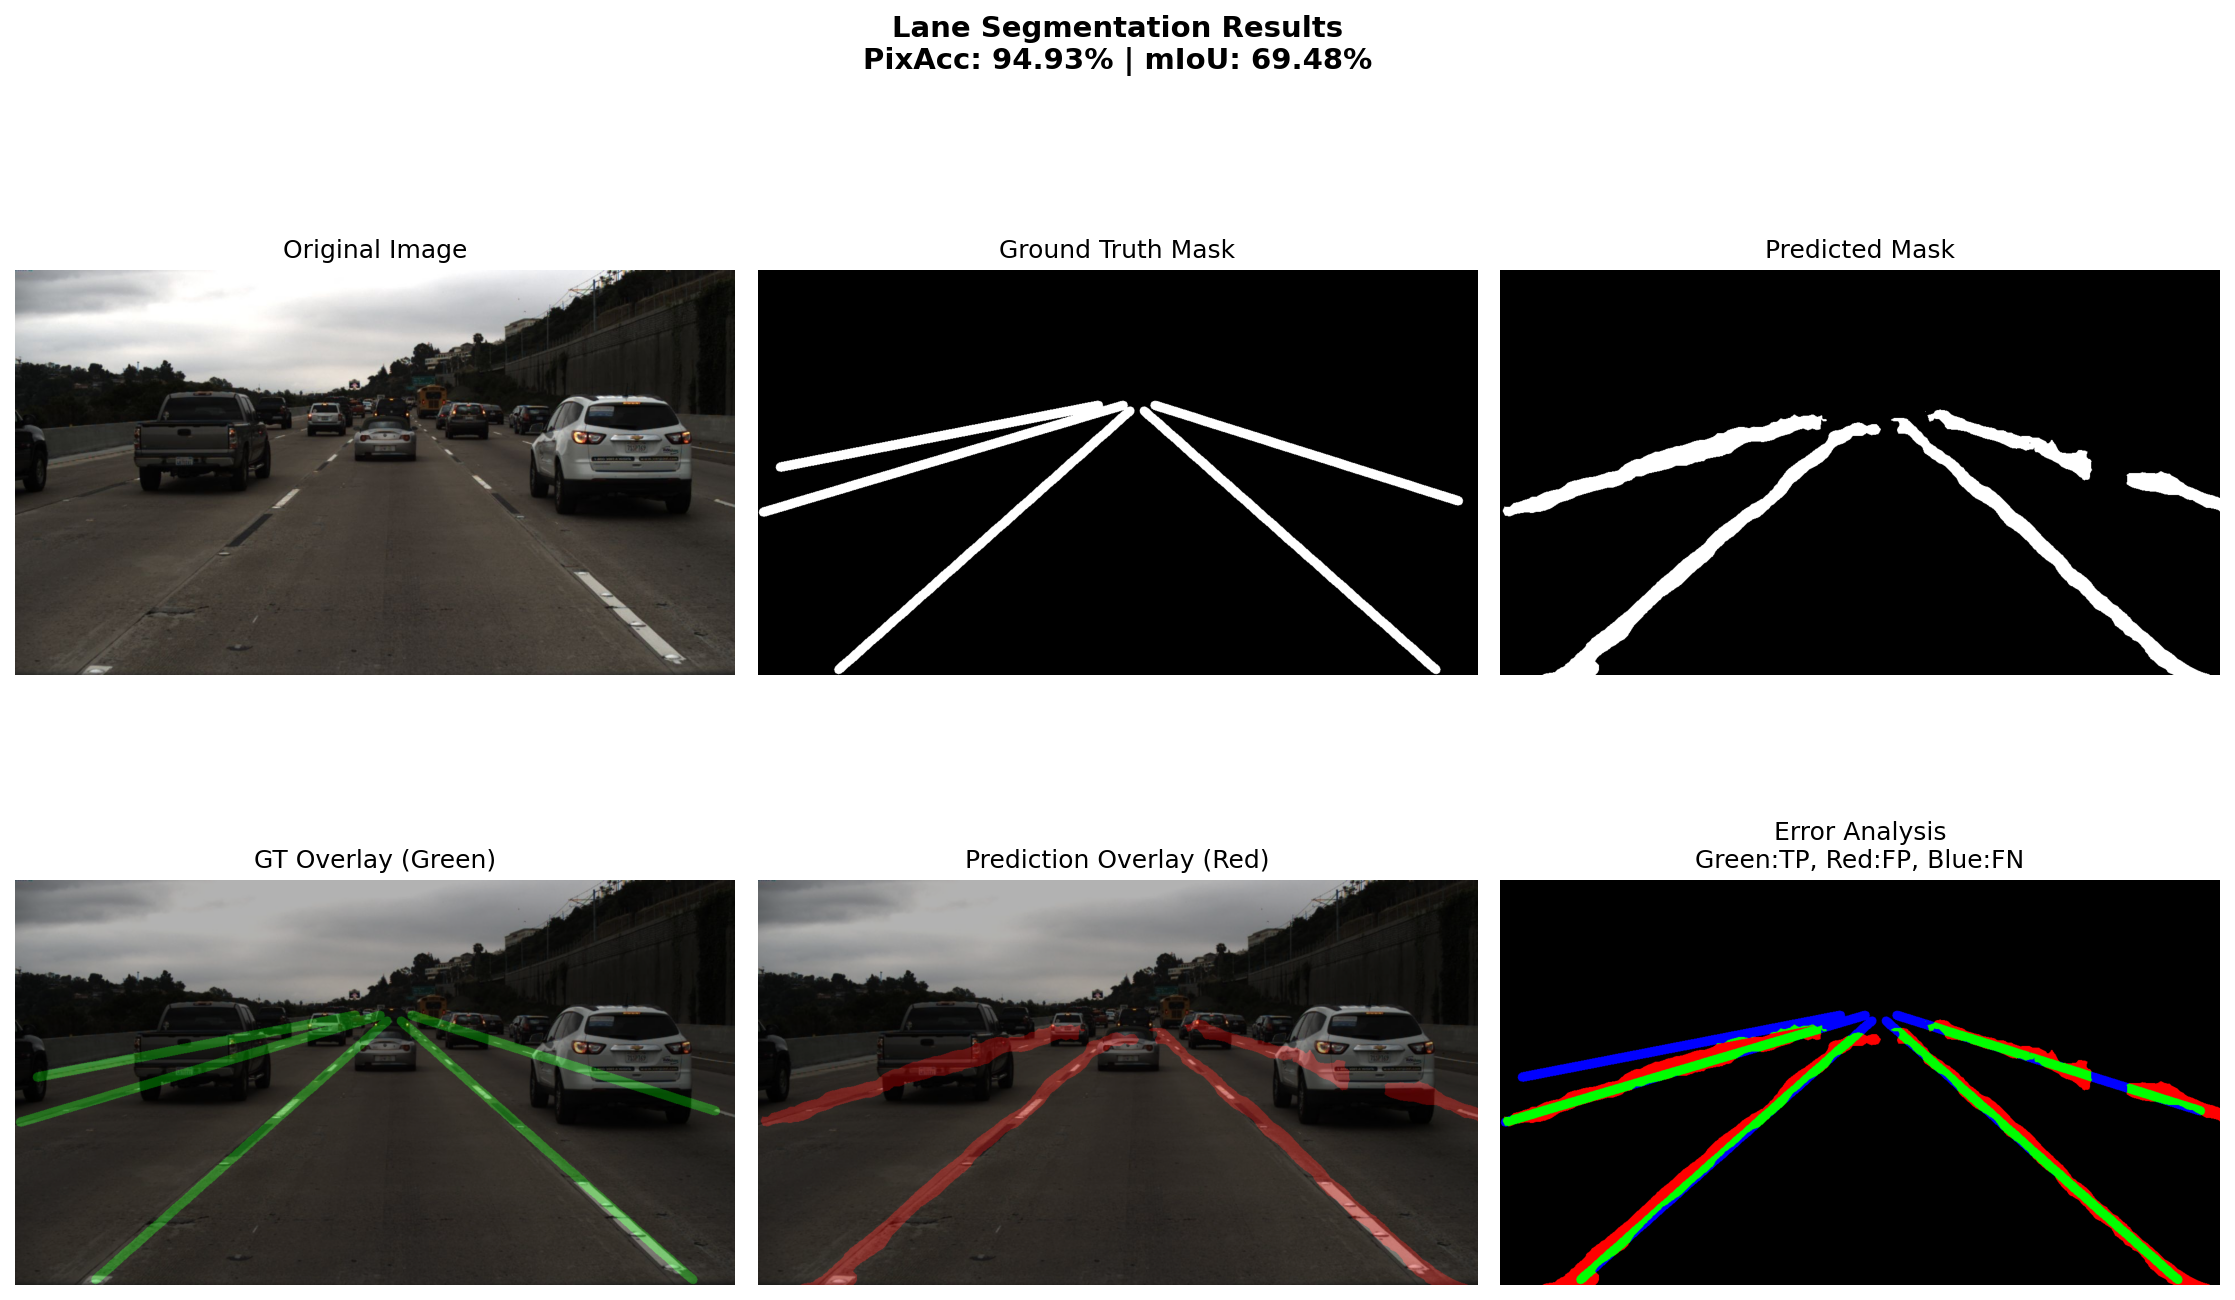 Lane Segmentation Results
PixAcc: 94.93% | mIoU: 69.48%
Original Image
Ground Truth Mask
Predicted Mask
GT Overlay (Green)
Prediction Overlay (Red)
Error Analysis
Green:TP, Red:FP, Blue:FN